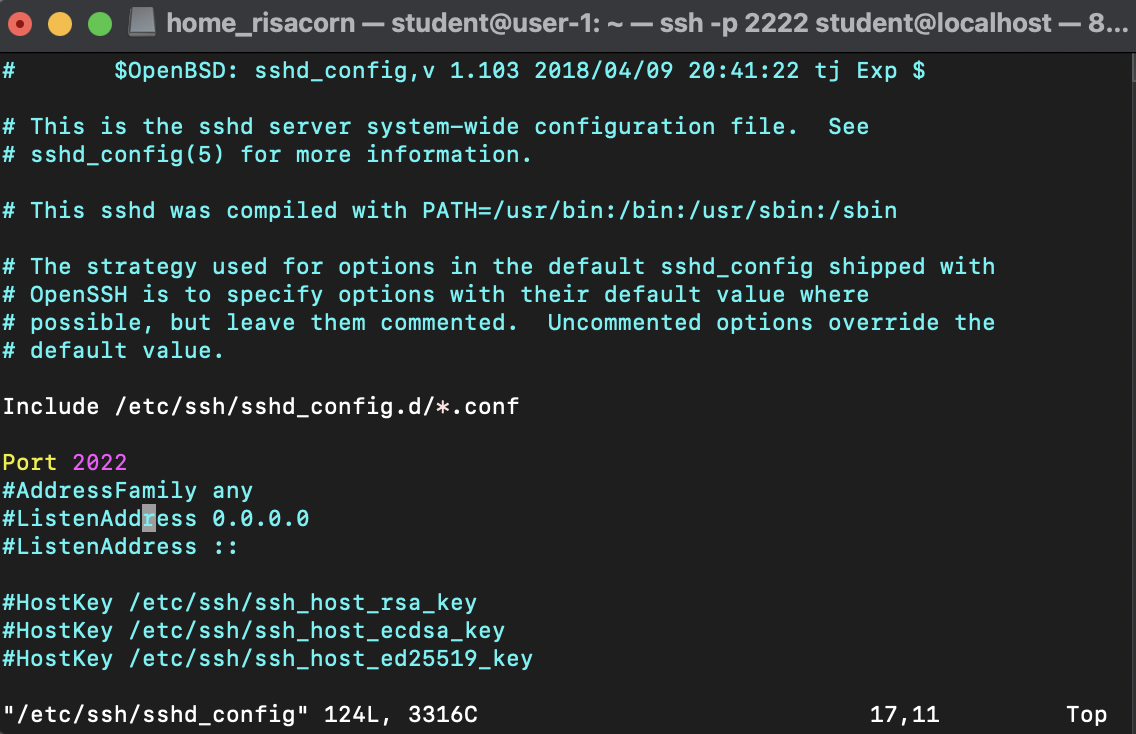 home_risacorn — student@user-1: ~ — ssh -p 2222 student@localhost — 8...
#       $OpenBSD: sshd_config,v 1.103 2018/04/09 20:41:22 tj Exp $
# This is the sshd server system-wide configuration file.  See
# sshd_config(5) for more information.
# This sshd was compiled with PATH=/usr/bin:/bin:/usr/sbin:/sbin
# The strategy used for options in the default sshd_config shipped with
# OpenSSH is to specify options with their default value where
# possible, but leave them commented.  Uncommented options override the
# default value.
Include /etc/ssh/sshd_config.d/*.conf
Port 2022
#AddressFamily any
#ListenAddress 0.0.0.0
#ListenAddress ::
#HostKey /etc/ssh/ssh_host_rsa_key
#HostKey /etc/ssh/ssh_host_ecdsa_key
#HostKey /etc/ssh/ssh_host_ed25519_key
"/etc/ssh/sshd_config" 124L, 3316C 17,11 Top